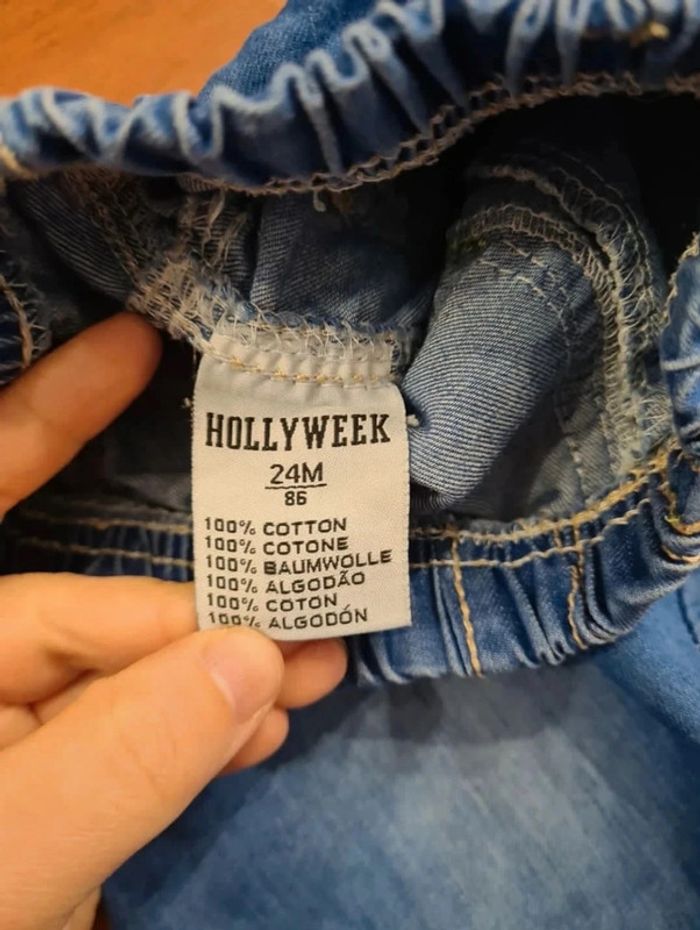 HOLLYWEEK
24M
86
100% COTTON
100% COTONE
100% BAUMWOLLE
100% ALGODÃO
100% COTON
100% ALGODÓN